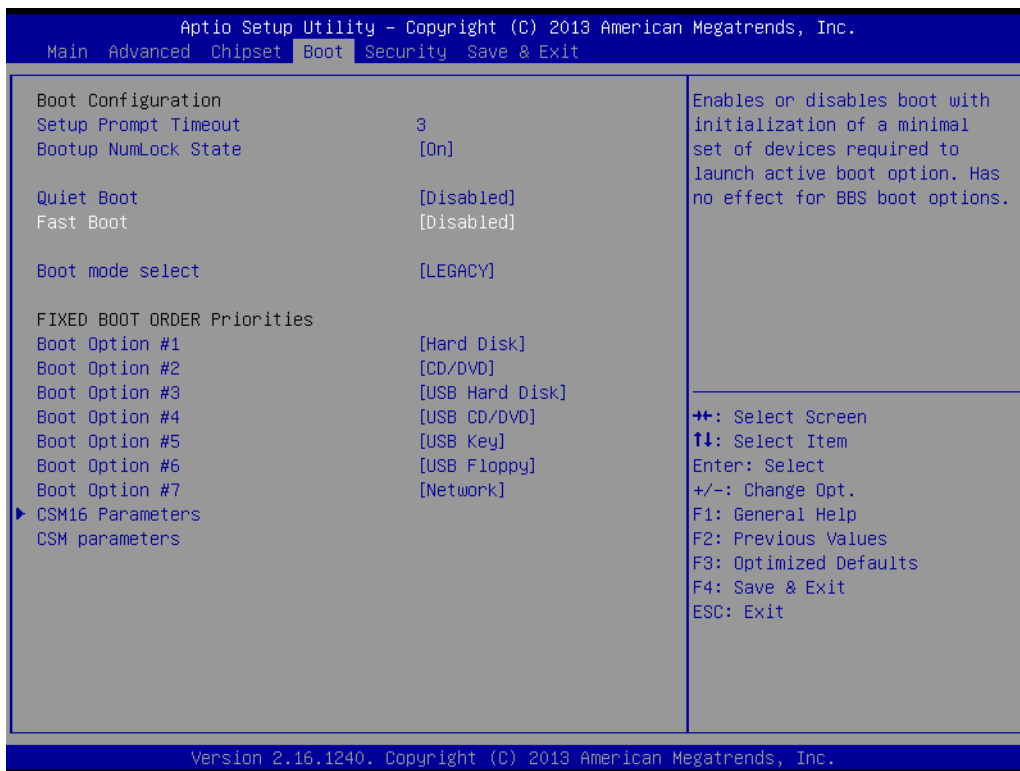 Aptio Setup Utility – Copyright (C) 2013 American Megatrends, Inc.
Main Advanced Chipset Boot Security Save & Exit
Boot Configuration
Setup Prompt Timeout 3
Bootup NumLock State [On]
Quiet Boot [Disabled]
Fast Boot [Disabled]
Boot mode select [LEGACY]
FIXED BOOT ORDER Priorities
Boot Option #1 [Hard Disk]
Boot Option #2 [CD/DVD]
Boot Option #3 [USB Hard Disk]
Boot Option #4 [USB CD/DVD]
Boot Option #5 [USB Key]
Boot Option #6 [USB Floppy]
Boot Option #7 [Network]
▶ CSM16 Parameters
CSM parameters
Enables or disables boot with
initialization of a minimal
set of devices required to
launch active boot option. Has
no effect for BBS boot options.
→←: Select Screen
↑↓: Select Item
Enter: Select
+/-: Change Opt.
F1: General Help
F2: Previous Values
F3: Optimized Defaults
F4: Save & Exit
ESC: Exit
Version 2.16.1240. Copyright (C) 2013 American Megatrends, Inc.